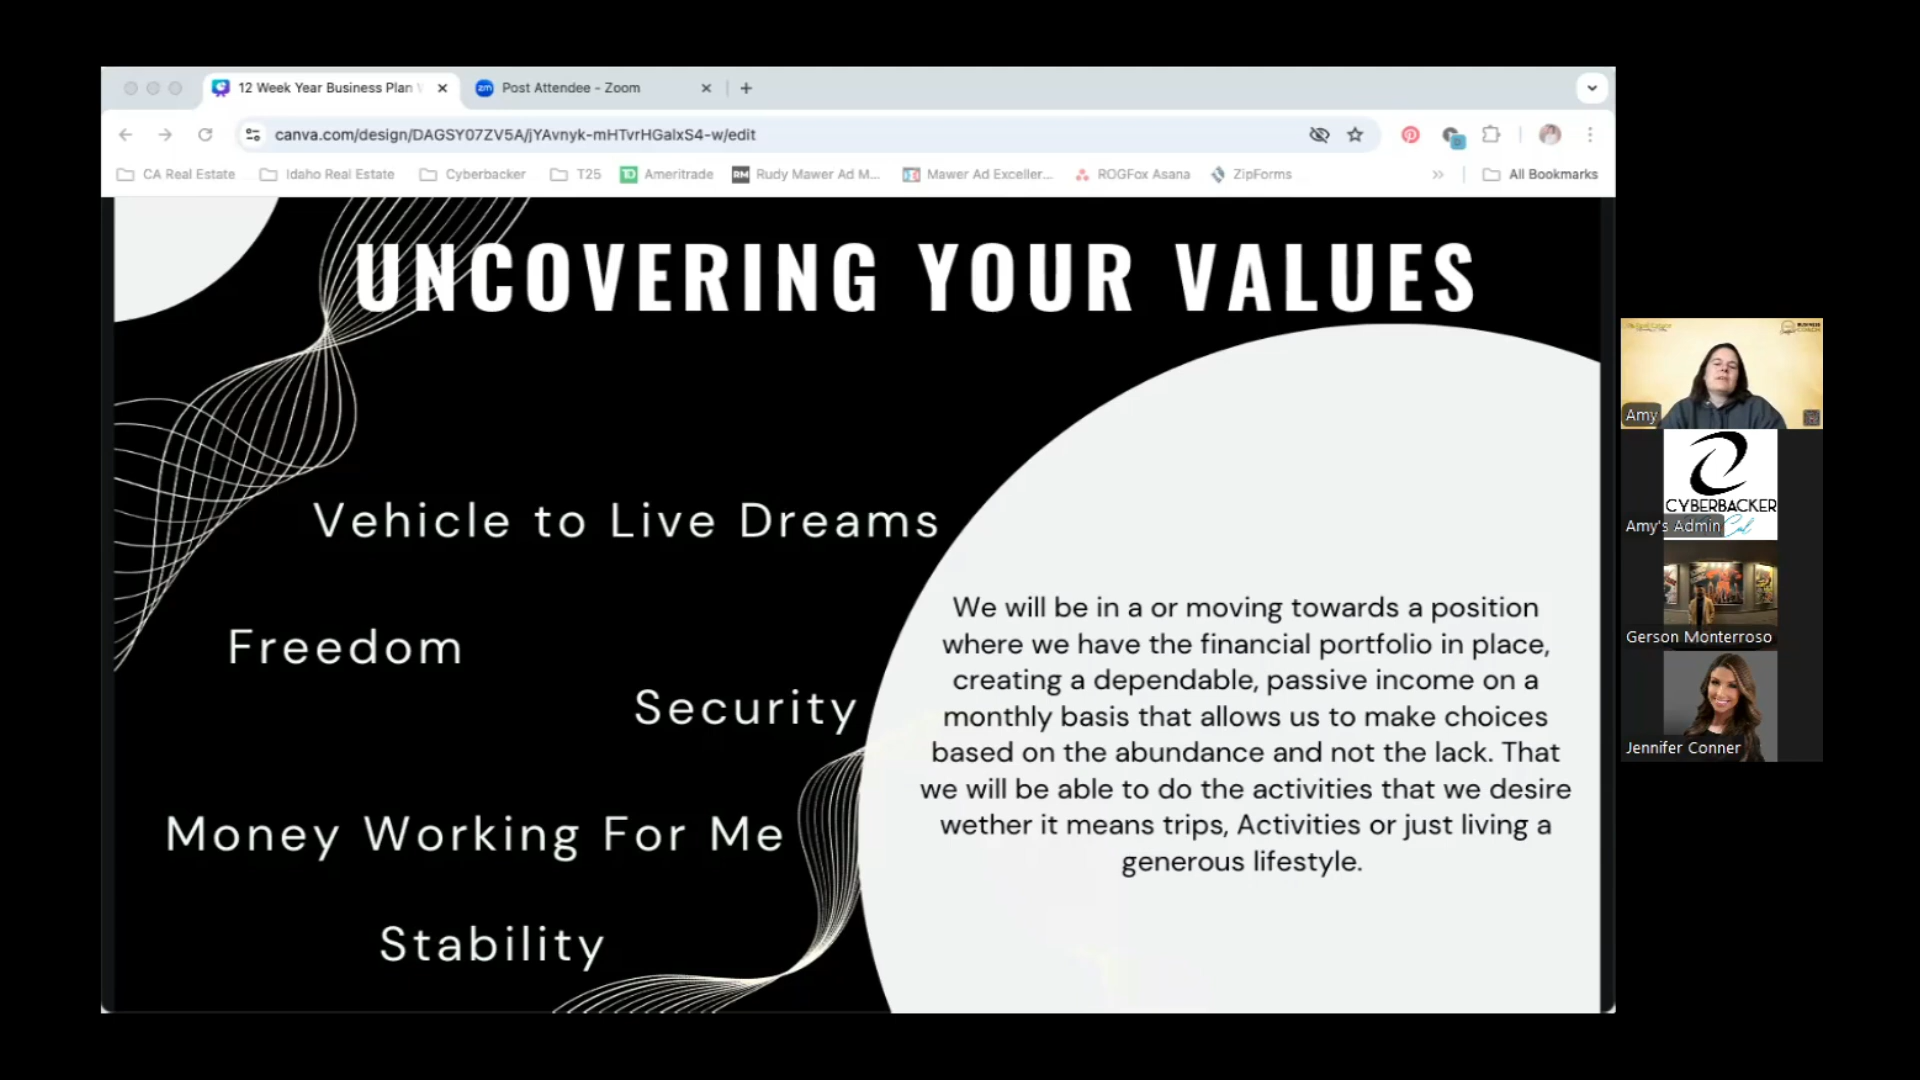 12 Week Year Business Plan
Post Attendee - Zoom
canva.com/design/DAGSY07ZV5A/jYAvnyk-mHTvrHGalxS4-w/edit
CA Real Estate
Idaho Real Estate
Cyberbacker
T25
Ameritrade
Rudy Mawer Ad M...
Mawer Ad Exceller...
ROGFox Asana
ZipForms
All Bookmarks
UNCOVERING YOUR VALUES
Vehicle to Live Dreams
Freedom
Security
Money Working For Me
Stability
We will be in a or moving towards a position
where we have the financial portfolio in place,
creating a dependable, passive income on a
monthly basis that allows us to make choices
based on the abundance and not the lack. That
we will be able to do the activities that we desire
wether it means trips, Activities or just living a
generous lifestyle.
Amy
CYBERBACKER
Amy's Admin
Gerson Monterroso
Jennifer Conner